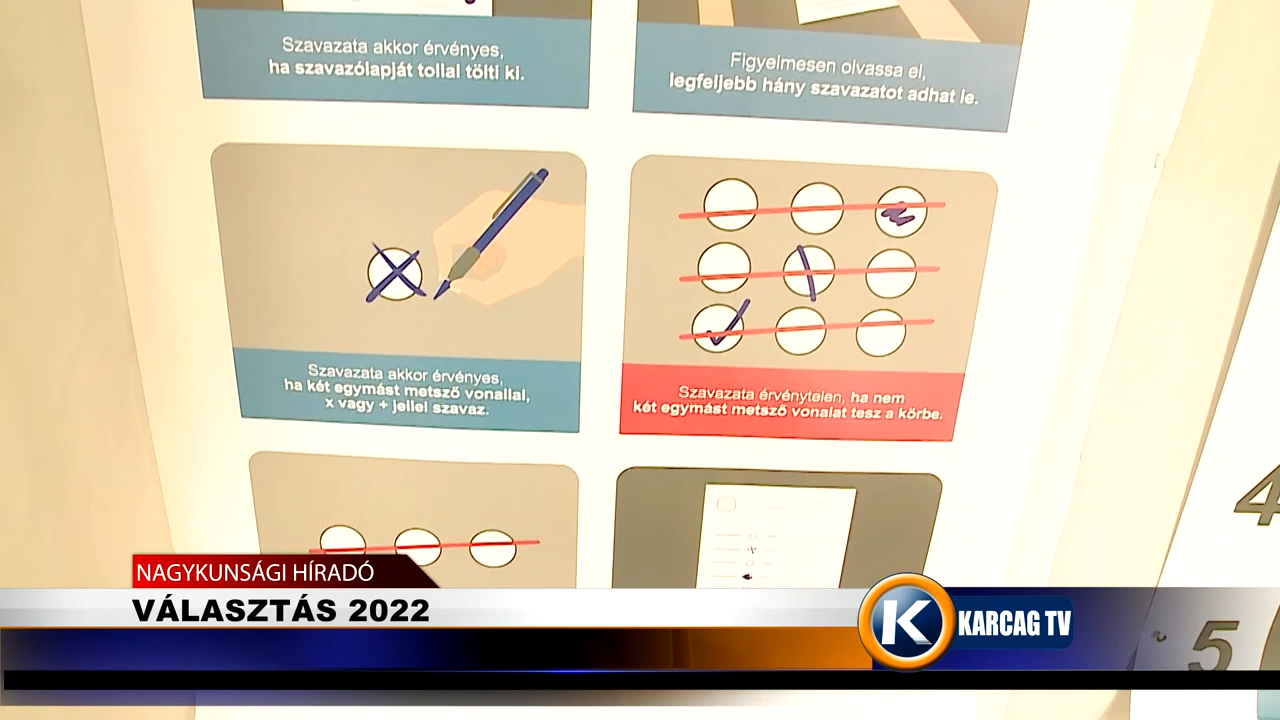 Szavazata akkor érvényes,
ha szavazólapját tollal tölti ki.
Figyelmesen olvassa el,
legfeljebb hány szavazatot adhat le.
Szavazata akkor érvényes,
ha két egymást metsző vonallal,
x vagy + jellel szavaz.
Szavazata érvénytelen, ha nem
két egymást metsző vonalat tesz a körbe.
4
NAGYKUNSÁGI HÍRADÓ
VÁLASZTÁS 2022
K KARCAG TV
5